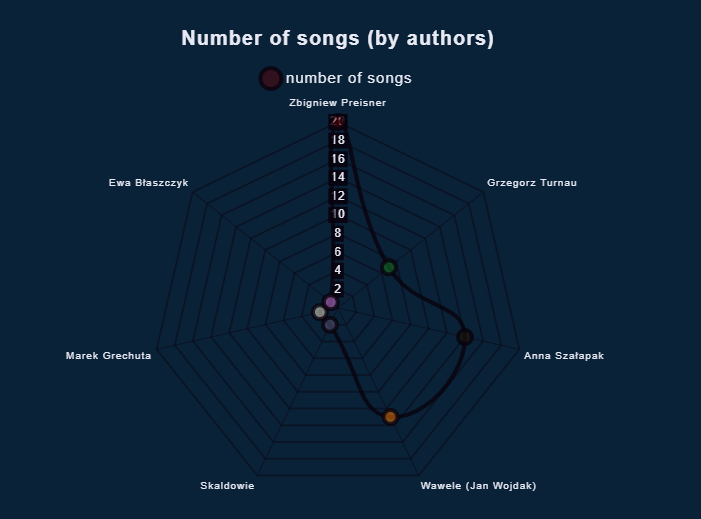 Number of songs (by authors)
number of songs
Zbigniew Preisner
20
18
16
14
12
10
8
6
4
2
Ewa Błaszczyk
Grzegorz Turnau
Marek Grechuta
Anna Szałapak
Skaldowie
Wawele (Jan Wojdak)